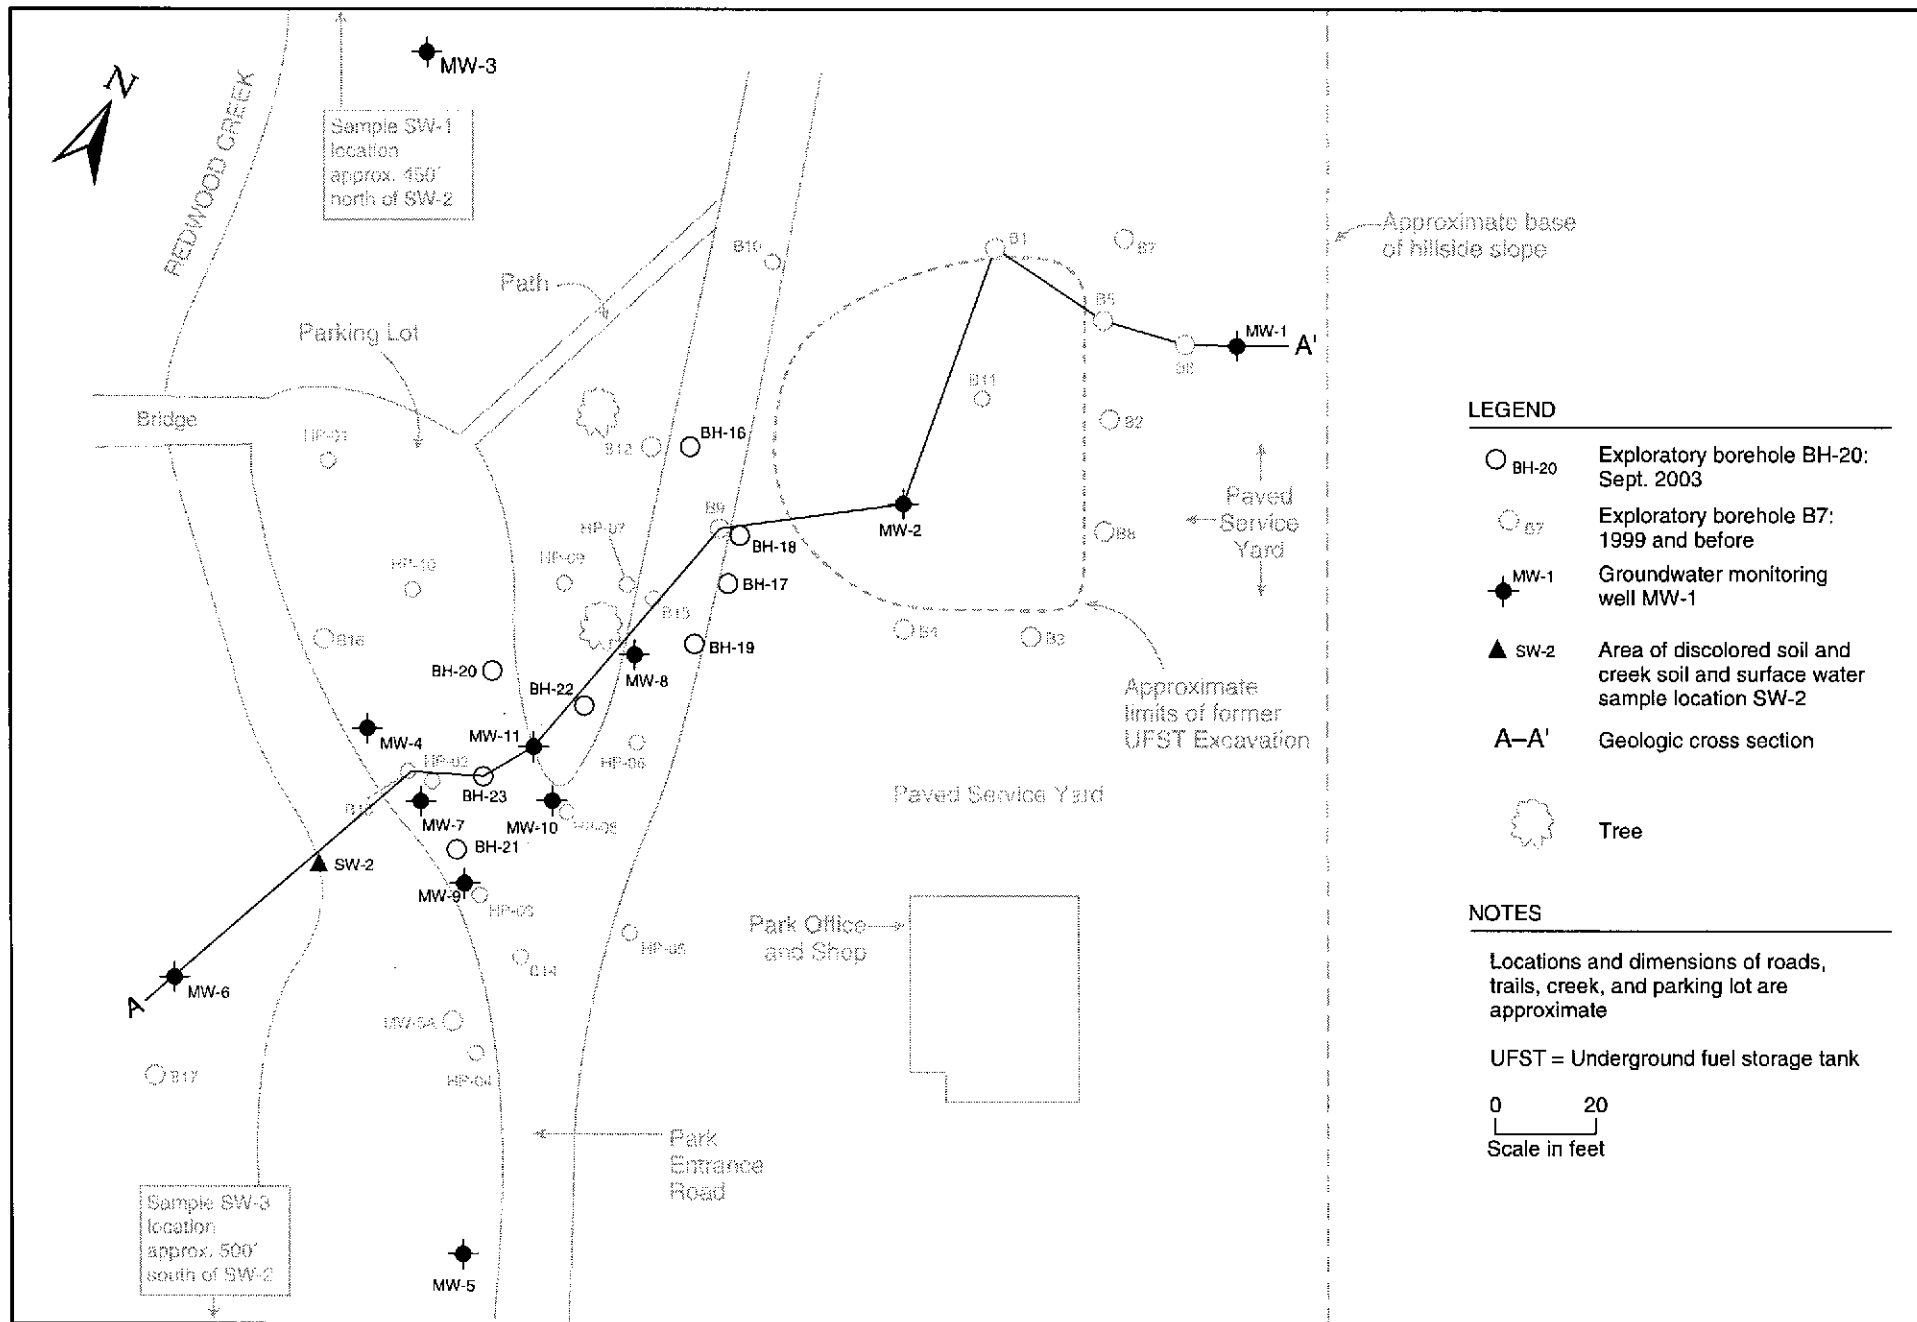 N
MW-3
REDWOOD CREEK
Sample SW-1
location
approx. 450'
north of SW-2
Path
Parking Lot
Bridge
B10
B1
B7
Approximate base
of hillside slope
B5
MW-1
A'
B11
B2
HP-01
B12
BH-16
MW-2
B9
BH-18
HP-07
HP-09
BH-17
HP-10
B13
BH-19
B8
Paved
Service
Yard
B4
B3
BH-20
BH-22
MW-8
MW-4
MW-11
HP-06
Approximate
limits of former
UFST Excavation
HP-02
BH-23
MW-7
MW-10
Paved Service Yard
BH-21
SW-2
MW-9
HP-03
Park Office
and Shop
HP-05
B14
A
MW-6
MW-5A
B17
HP-04
Park
Entrance
Road
Sample SW-3
location
approx. 500'
south of SW-2
MW-5
LEGEND
BH-20
Exploratory borehole BH-20:
Sept. 2003
B7
Exploratory borehole B7:
1999 and before
MW-1
Groundwater monitoring
well MW-1
SW-2
Area of discolored soil and
creek soil and surface water
sample location SW-2
A–A'
Geologic cross section
Tree
NOTES
Locations and dimensions of roads,
trails, creek, and parking lot are
approximate
UFST = Underground fuel storage tank
0 20
Scale in feet